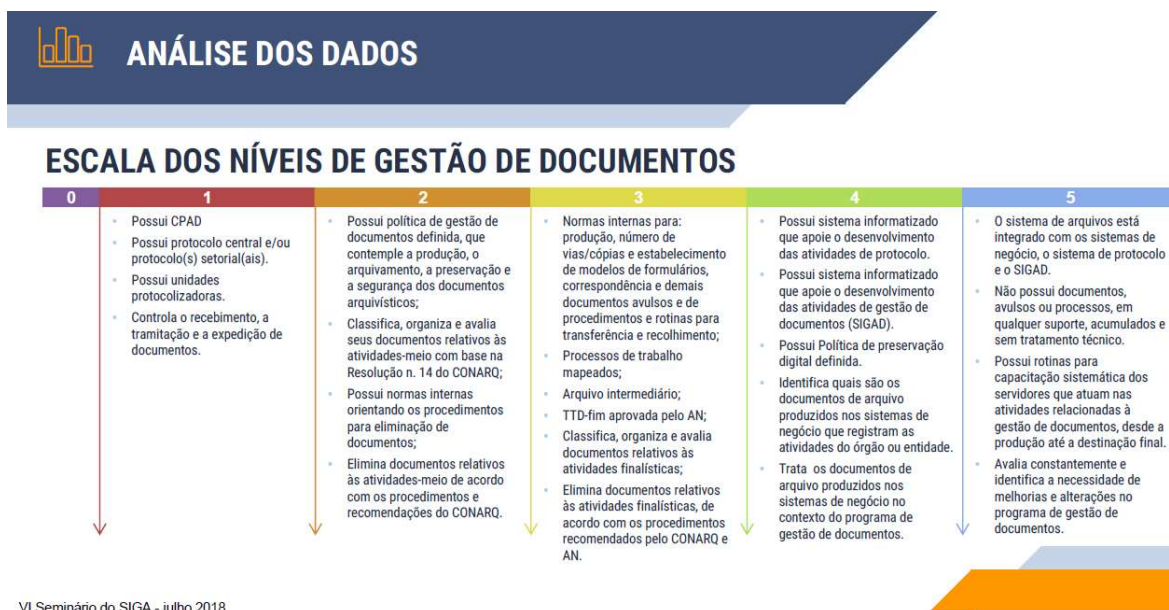 ANÁLISE DOS DADOS
ESCALA DOS NÍVEIS DE GESTÃO DE DOCUMENTOS
0
1
Possui CPAD
Possui protocolo central e/ou
protocolo(s) setorial(ais).
Possui unidades
protocolizadoras.
Controla o recebimento, a
tramitação e a expedição de
documentos.
2
Possui política de gestão de
documentos definida, que
contemple a produção, o
arquivamento, a preservação e
a segurança dos documentos
arquivísticos;
Classifica, organiza e avalia
seus documentos relativos às
atividades-meio com base na
Resolução n. 14 do CONARQ;
Possui normas internas
orientando os procedimentos
para eliminação de
documentos;
Elimina documentos relativos
às atividades-meio de acordo
com os procedimentos e
recomendações do CONARQ.
3
Normas internas para:
produção, número de
vias/cópias e estabelecimento
de modelos de formulários,
correspondência e demais
documentos avulsos e de
procedimentos e rotinas para
transferência e recolhimento;
Processos de trabalho
mapeados;
Arquivo intermediário;
TTD-fim aprovada pelo AN;
Classifica, organiza e avalia
documentos relativos às
atividades finalísticas;
Elimina documentos relativos
às atividades finalísticas, de
acordo com os procedimentos
recomendados pelo CONARQ e
AN.
4
Possui sistema informatizado
que apoie o desenvolvimento
das atividades de protocolo.
Possui sistema informatizado
que apoie o desenvolvimento
das atividades de gestão de
documentos (SIGAD).
Possui Política de preservação
digital definida.
Identifica quais são os
documentos de arquivo
produzidos nos sistemas de
negócio que registram as
atividades do órgão ou entidade.
Trata os documentos de
arquivo produzidos nos
sistemas de negócio no
contexto do programa de
gestão de documentos.
5
O sistema de arquivos está
integrado com os sistemas de
negócio, o sistema de protocolo
e o SIGAD.
Não possui documentos,
avulsos ou processos, em
qualquer suporte, acumulados e
sem tratamento técnico.
Possui rotinas para
capacitação sistemática dos
servidores que atuam nas
atividades relacionadas à
gestão de documentos, desde a
produção até a destinação final.
Avalia constantemente e
identifica a necessidade de
melhorias e alterações no
programa de gestão de
documentos.
VI Seminário do SIGA - julho 2018